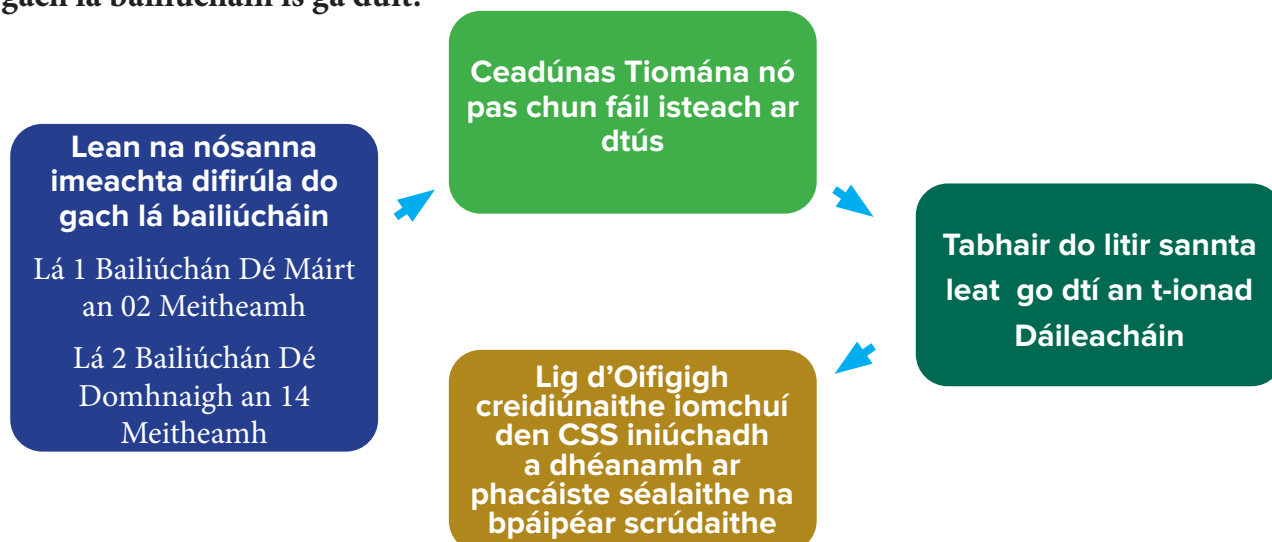 gach lá bailiúcháin is gá duit.
Lean na nósanna
imeachta difirúla do
gach lá bailiúcháin
Lá 1 Bailiúchán Dé Máirt
an 02 Meitheamh
Lá 2 Bailiúchán Dé
Domhnaigh an 14
Meitheamh
Ceadúnas Tiomána nó
pas chun fáil isteach ar
dtús
Tabhair do litir sannta
leat go dtí an t-ionad
Dáileacháin
Lig d’Oifigigh
creidiúnaithe iomchuí
den CSS iniúchadh
a dhéanamh ar
phacáiste séalaithe na
bpáipéar scrúdaithe